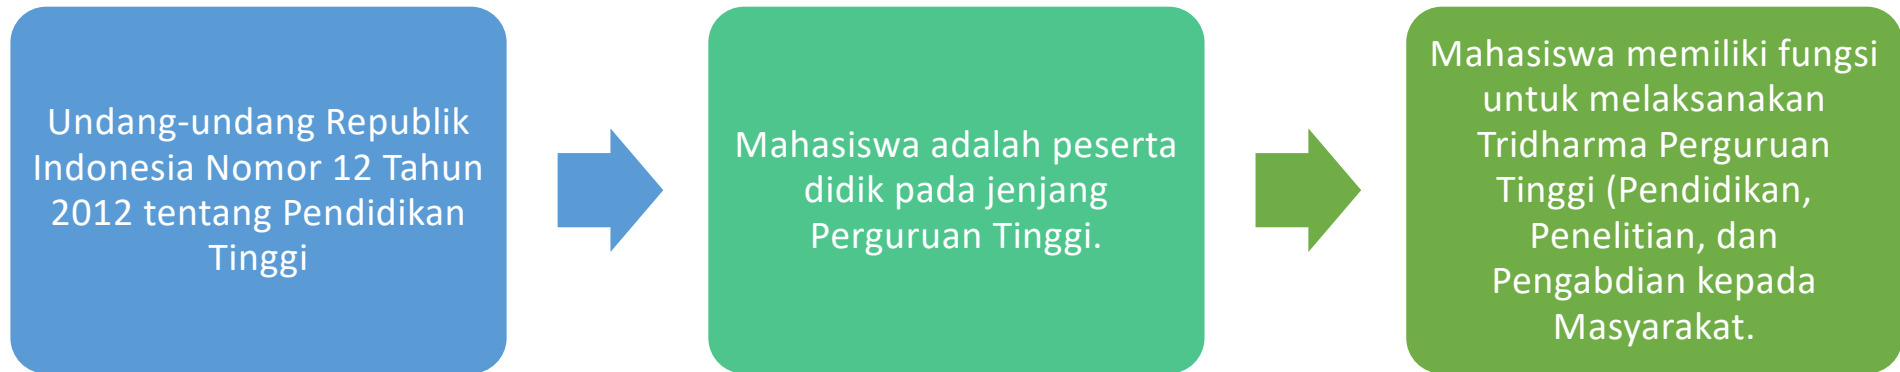 Undang-undang Republik
Indonesia Nomor 12 Tahun
2012 tentang Pendidikan
Tinggi
Mahasiswa adalah peserta
didik pada jenjang
Perguruan Tinggi.
Mahasiswa memiliki fungsi
untuk melaksanakan
Tridharma Perguruan
Tinggi (Pendidikan,
Penelitian, dan
Pengabdian kepada
Masyarakat.